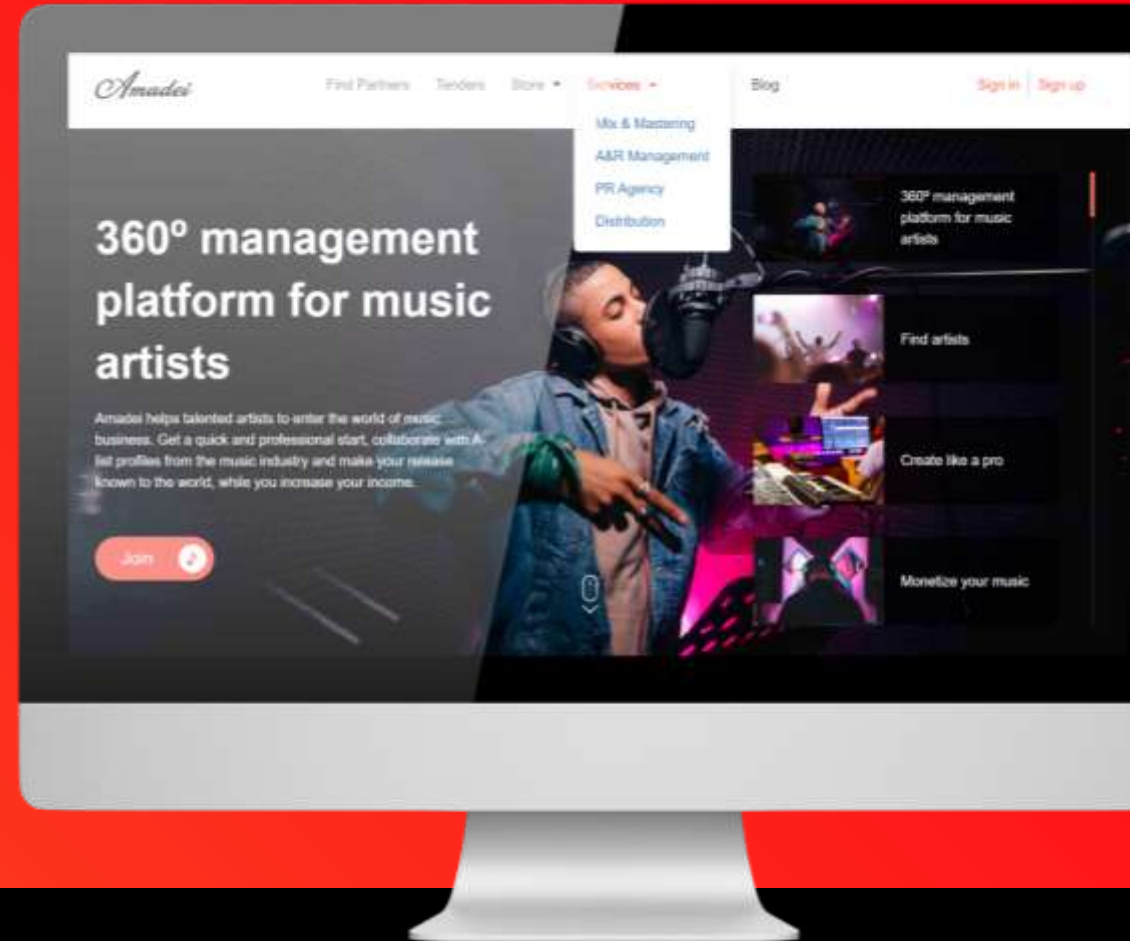 Amadei
Find Partners Tenders Store Services Blog Sign in Sign up
Mix & Mastering
A&R Management
PR Agency
Distribution
360º management
platform for music
artists
Amadei helps talented artists to enter the world of music
business. Get a quick and professional start, collaborate with A-
list profiles from the music industry and make your release
known to the world, while you increase your income.
Join
360º management
platform for music
artists
Find artists
Create like a pro
Monetize your music